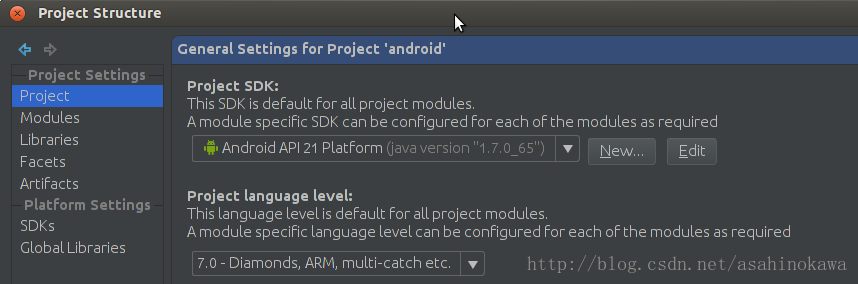 Project Structure
Project Settings
Project
Modules
Libraries
Facets
Artifacts
Platform Settings
SDKs
Global Libraries
General Settings for Project 'android'
Project SDK:
This SDK is default for all project modules.
A module specific SDK can be configured for each of the modules as required
Android API 21 Platform (java version "1.7.0_65") New... Edit
Project language level:
This language level is default for all project modules.
A module specific language level can be configured for each of the modules as required
7.0 - Diamonds, ARM, multi-catch etc.
http://blog.csdn.net/asahinokawa